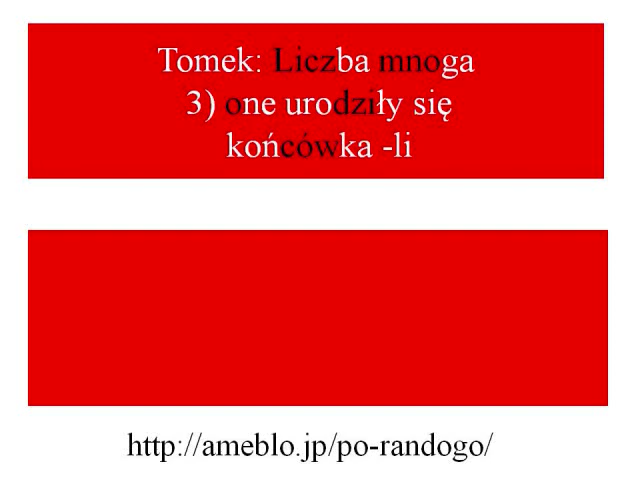 Tomek: Liczba mnoga
3) one urodziły się
końcówka -li
http://ameblo.jp/po-randogo/